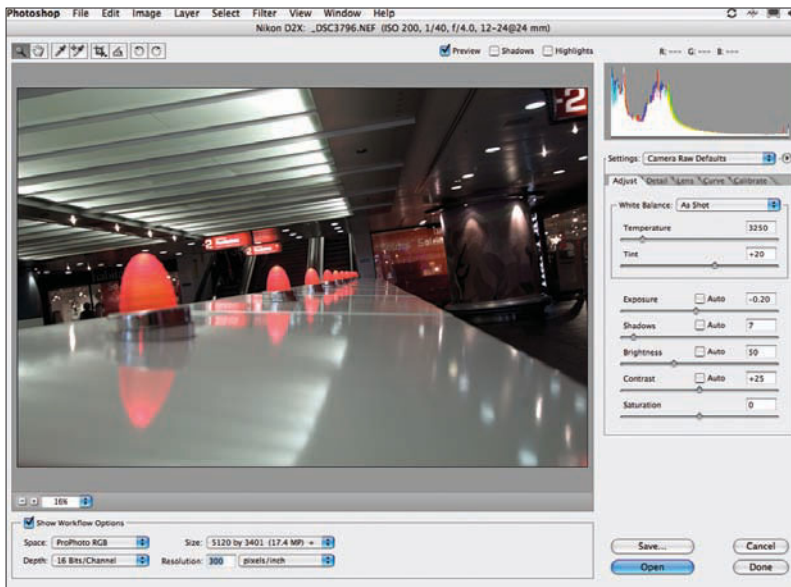 Photoshop File Edit Image Layer Select Filter View Window Help
Nikon D2X: _DSC3796.NEF (ISO 200, 1/40, f/4.0, 12-24@24 mm)
Preview Shadows Highlights
R: --- G: --- B: ---
-2
-2
Settings: Camera Raw Defaults
Adjust Detail Lens Curve Calibrate
White Balance: As Shot
Temperature 3250
Tint +20
Exposure Auto -0.20
Shadows Auto 7
Brightness Auto 50
Contrast Auto +25
Saturation 0
16%
Show Workflow Options
Space: ProPhoto RGB Size: 5120 by 3401 (17.4 MP) +
Depth: 16 Bits/Channel Resolution: 300 pixels/inch
Save... Cancel
Open Done